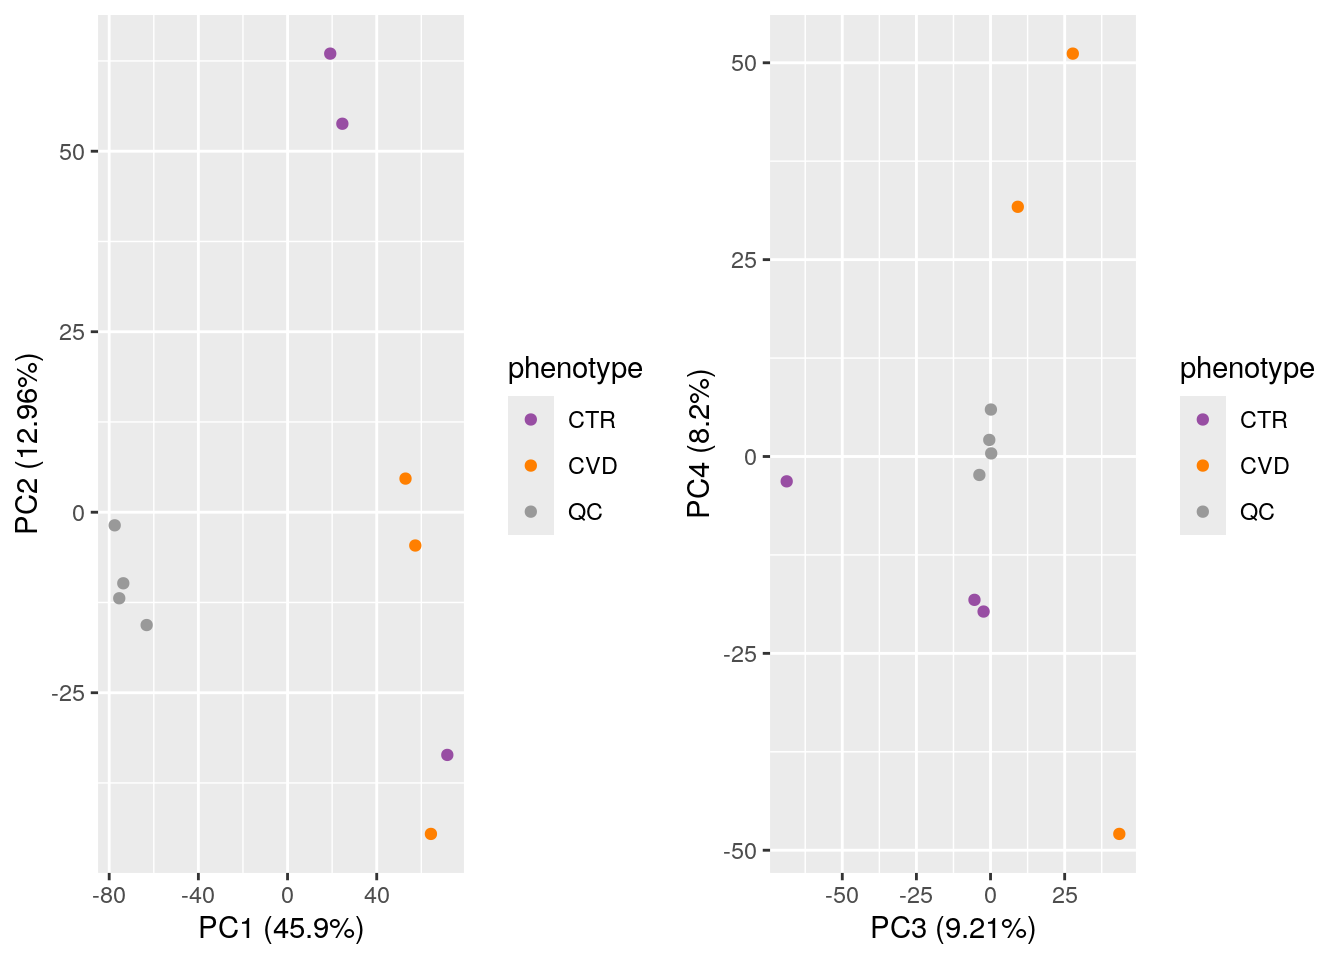 50
25
0
-25
-80 -40 0 40
PC1 (45.9%)
PC2 (12.96%)
phenotype
CTR
CVD
QC
50
25
0
-25
-50
-50 -25 0 25
PC3 (9.21%)
PC4 (8.2%)
phenotype
CTR
CVD
QC